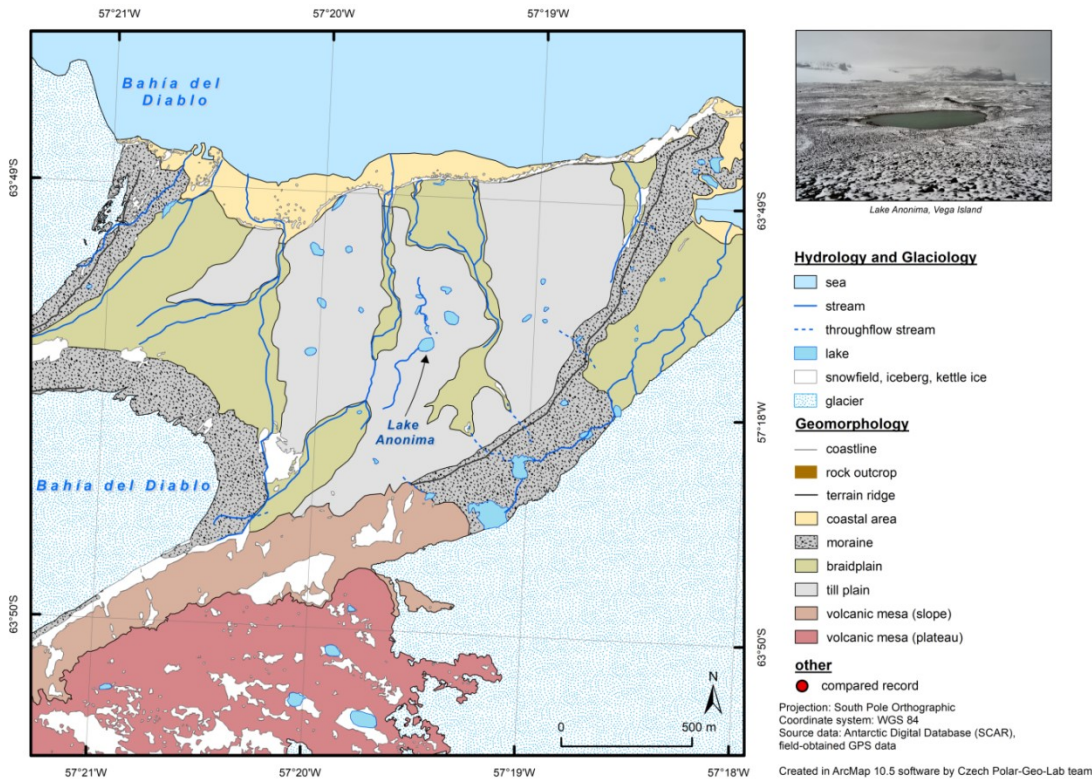 57°21'W
57°20'W
57°19'W
Bahía del
Diablo
63°49'S
63°49'S
Lake
Anonima
57°18'W
Bahía del Diablo
63°50'S
63°50'S
N
0
500 m
57°21'W
57°20'W
57°19'W
57°18'W
Lake Anonima, Vega Island
Hydrology and Glaciology
sea
stream
throughflow stream
lake
snowfield, iceberg, kettle ice
glacier
Geomorphology
coastline
rock outcrop
terrain ridge
coastal area
moraine
braidplain
till plain
volcanic mesa (slope)
volcanic mesa (plateau)
other
compared record
Projection: South Pole Orthographic
Coordinate system: WGS 84
Source data: Antarctic Digital Database (SCAR),
field-obtained GPS data
Created in ArcMap 10.5 software by Czech Polar-Geo-Lab team